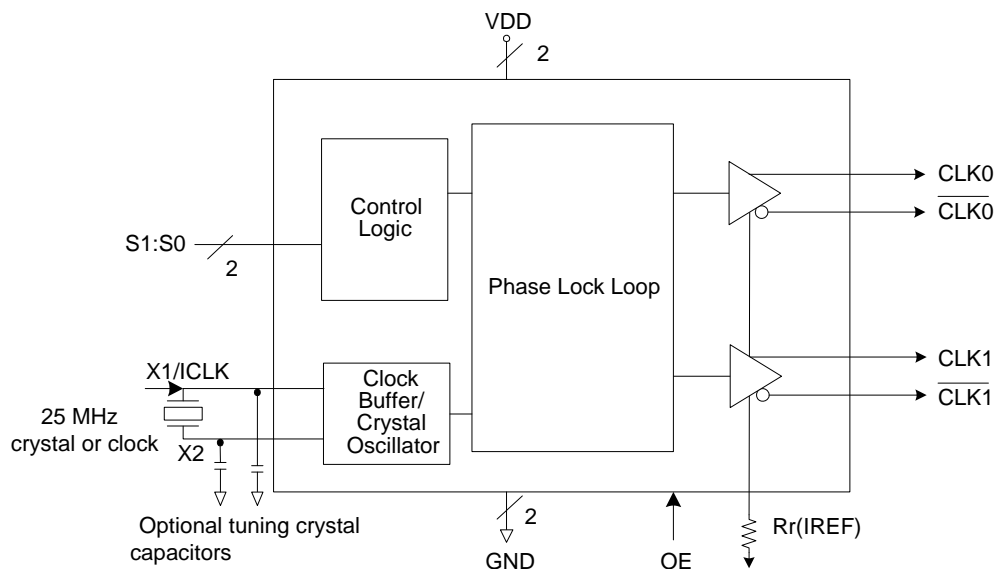 VDD
2
Control
Logic
Phase Lock Loop
CLK0
CLK0
S1:S0
2
X1/ICLK
25 MHz
crystal or clock
X2
Clock
Buffer/
Crystal
Oscillator
CLK1
CLK1
Optional tuning crystal
capacitors
2
GND
OE
Rr(IREF)